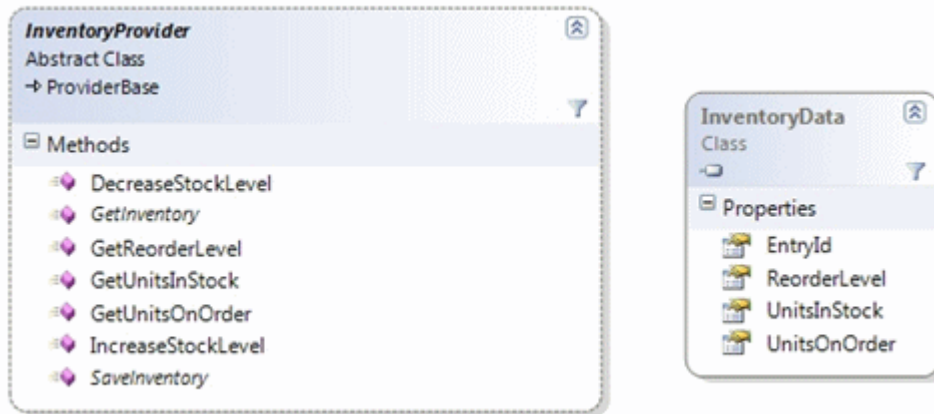 InventoryProvider
Abstract Class
ProviderBase
Methods
DecreaseStockLevel
GetInventory
GetReorderLevel
GetUnitsInStock
GetUnitsOnOrder
IncreaseStockLevel
SaveInventory
InventoryData
Class
Properties
EntryId
ReorderLevel
UnitsInStock
UnitsOnOrder